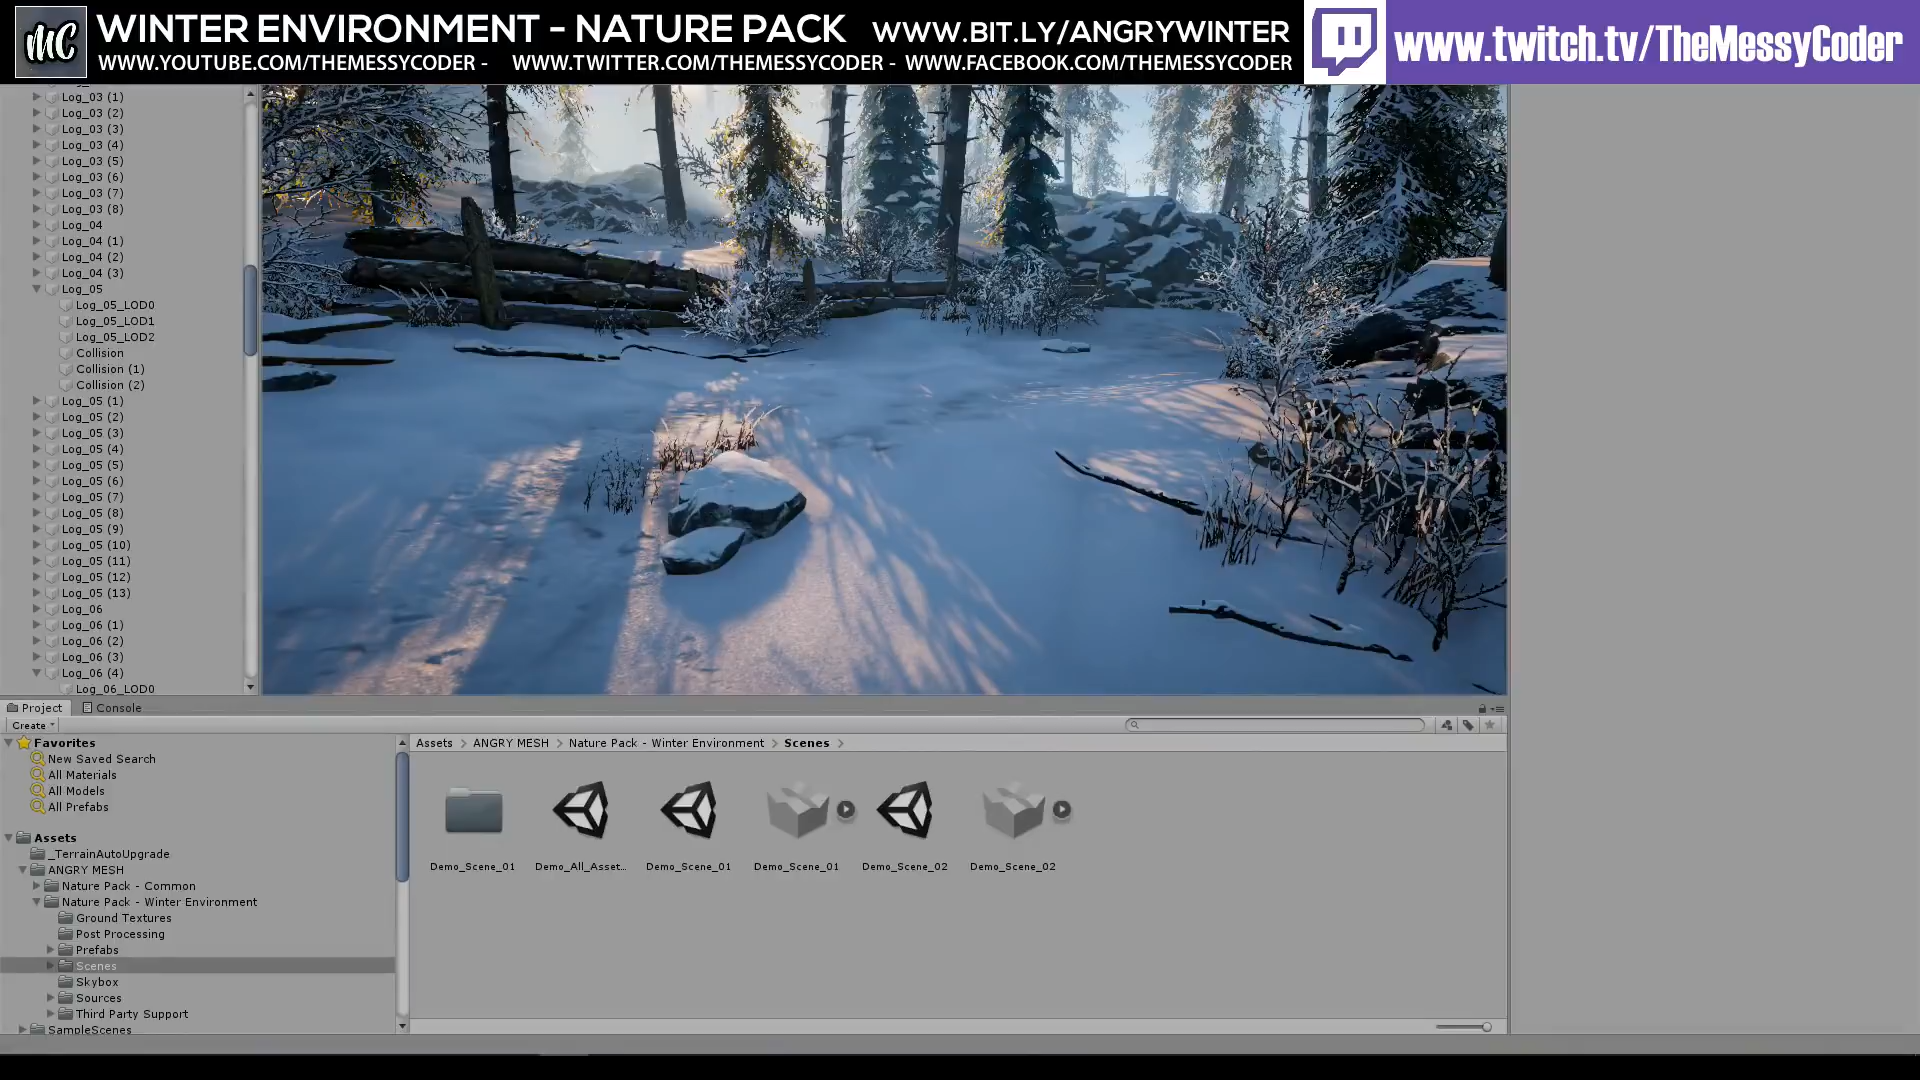 MC
WINTER ENVIRONMENT - NATURE PACK
WWW.BIT.LY/ANGRYWINTER
WWW.YOUTUBE.COM/THEMESSYCODER - WWW.TWITTER.COM/THEMESSYCODER - WWW.FACEBOOK.COM/THEMESSYCODER
www.twitch.tv/TheMessyCoder
Log_03 (1)
Log_03 (2)
Log_03 (3)
Log_03 (4)
Log_03 (5)
Log_03 (6)
Log_03 (7)
Log_03 (8)
Log_04
Log_04 (1)
Log_04 (2)
Log_04 (3)
Log_05
Log_05_LOD0
Log_05_LOD1
Log_05_LOD2
Collision
Collision (1)
Collision (2)
Log_05 (1)
Log_05 (2)
Log_05 (3)
Log_05 (4)
Log_05 (5)
Log_05 (6)
Log_05 (7)
Log_05 (8)
Log_05 (9)
Log_05 (10)
Log_05 (11)
Log_05 (12)
Log_05 (13)
Log_06
Log_06 (1)
Log_06 (2)
Log_06 (3)
Log_06 (4)
Log_06_LOD0
Project
Console
Create
Favorites
New Saved Search
All Materials
All Models
All Prefabs
Assets
_TerrainAutoUpgrade
ANGRY MESH
Nature Pack - Common
Nature Pack - Winter Environment
Ground Textures
Post Processing
Prefabs
Scenes
Skybox
Sources
Third Party Support
SampleScenes
Assets > ANGRY MESH > Nature Pack - Winter Environment > Scenes >
Demo_Scene_01
Demo_All_Asset...
Demo_Scene_01
Demo_Scene_01
Demo_Scene_02
Demo_Scene_02